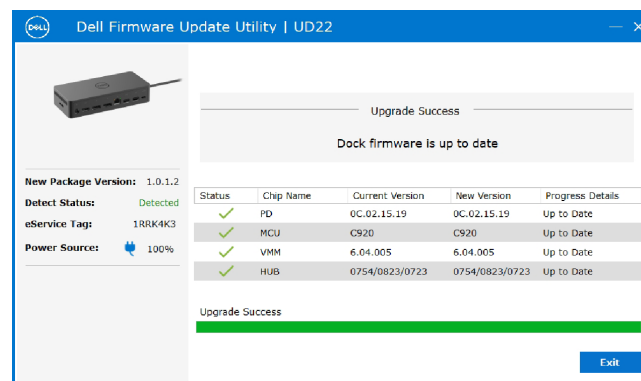 DELL
Dell Firmware Update Utility | UD22
Upgrade Success
Dock firmware is up to date
New Package Version: 1.0.1.2
Detect Status: Detected
eService Tag: 1RRK4K3
Power Source: 100%
Status Chip Name Current Version New Version Progress Details
PD 0C.02.15.19 0C.02.15.19 Up to Date
MCU C920 C920 Up to Date
VMM 6.04.005 6.04.005 Up to Date
HUB 0754/0823/0723 0754/0823/0723 Up to Date
Upgrade Success
Exit